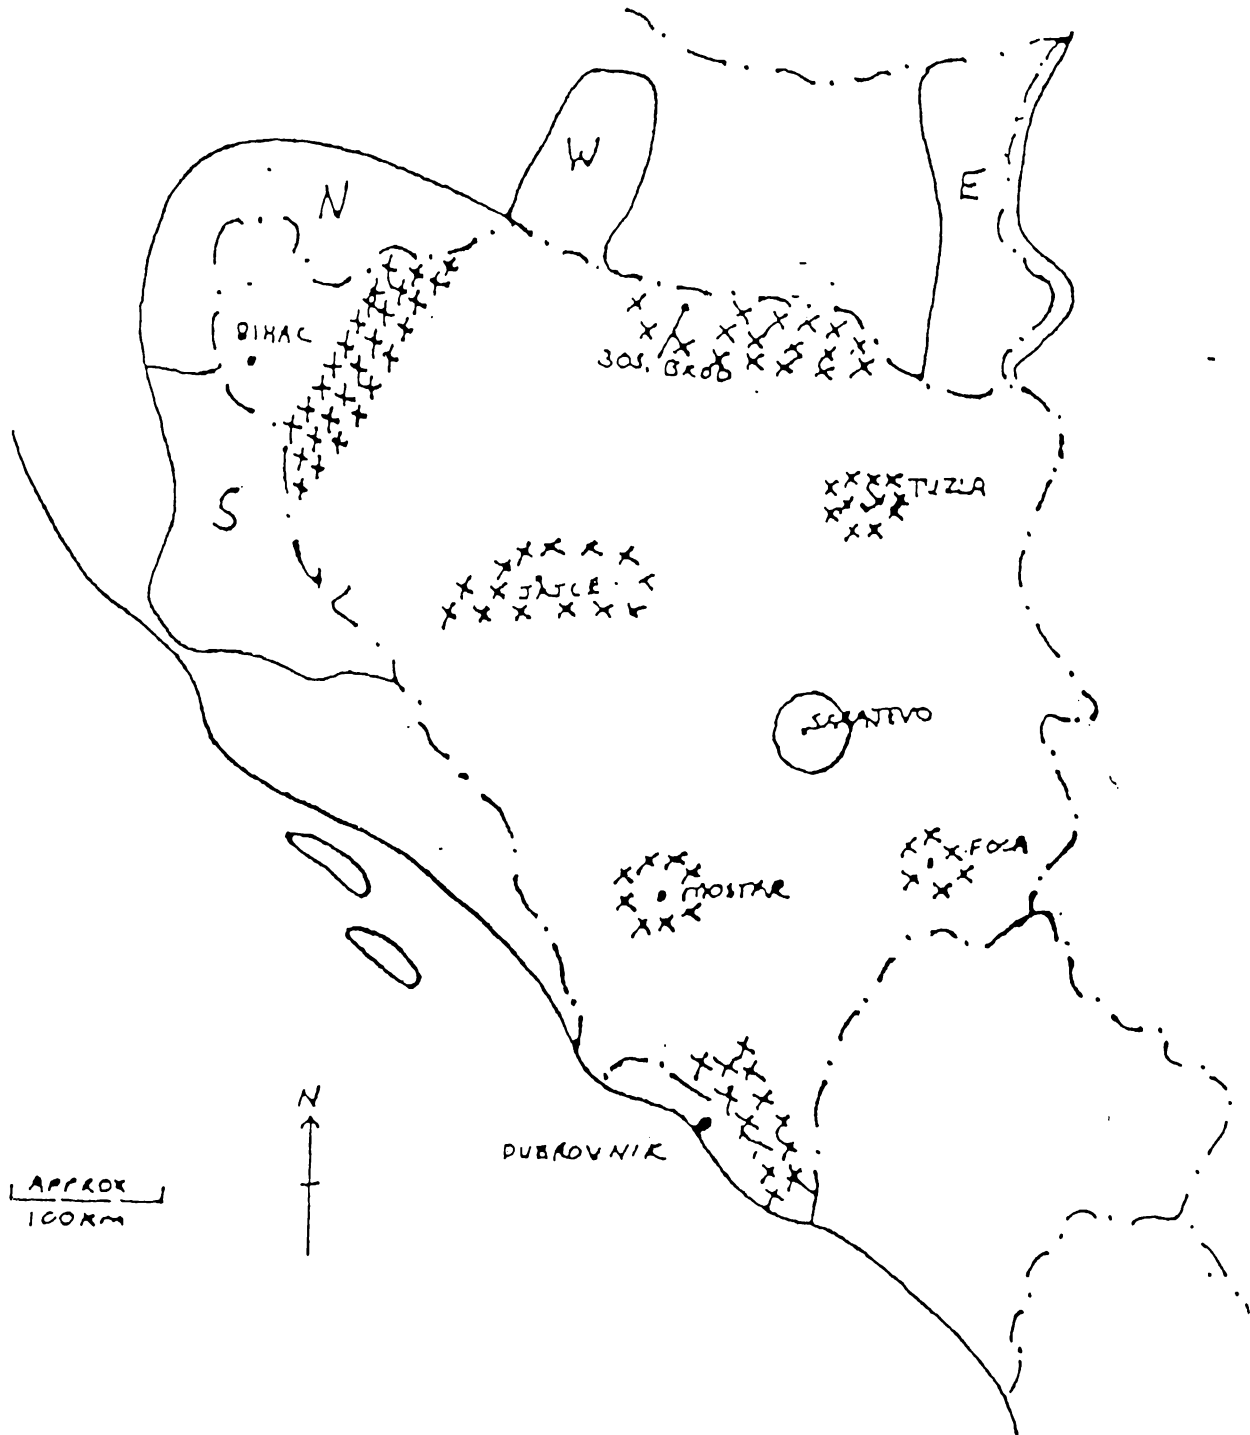 W
E
N
BIHAC
BOS. BROD
S
TUZLA
JAJCE
SARAJEVO
FOCA
MOSTAR
N
DUBROVNIK
APPROX
100KM